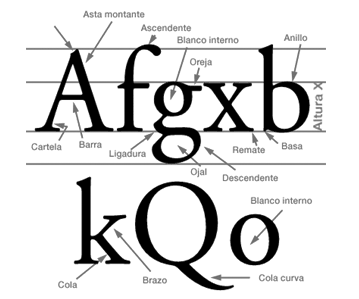 Asta montante
Ascendente
Blanco interno
Anillo
Oreja
Afgxb
Altura x
Cartela
Barra
Ligadura
Remate
Basa
Ojal
Descendente
kQo
Blanco interno
Cola
Brazo
Cola curva